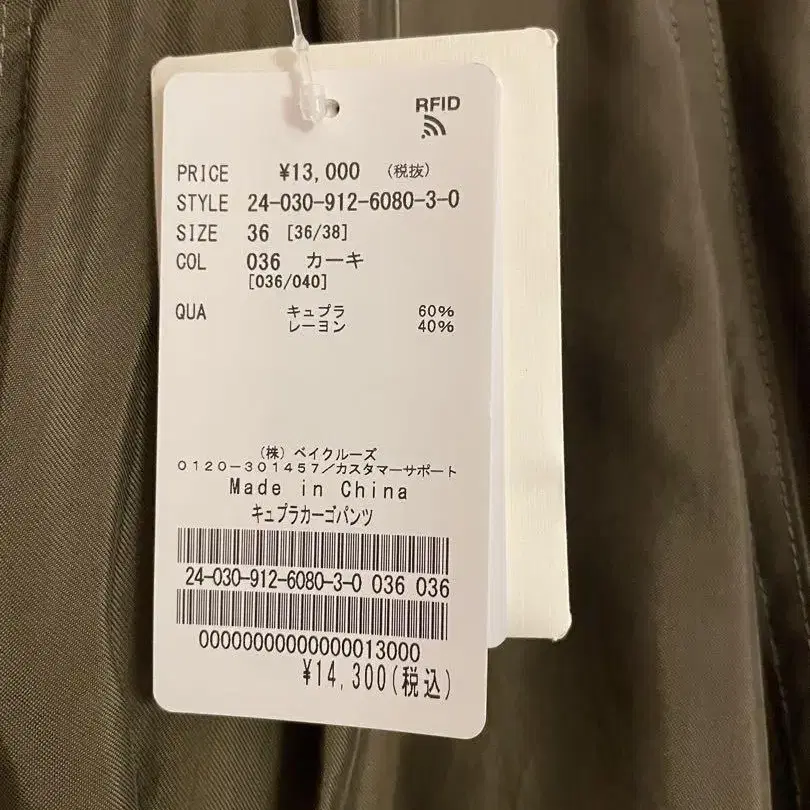 RFID
PRICE ¥13,000 (税抜)
STYLE 24-030-912-6080-3-0
SIZE 36 [36/38]
COL 036 カーキ
[036/040]
QUA キュプラ 60%
レーヨン 40%
(株) ベイクルーズ
0120-301457/カスタマーサポート
Made in China
キュプラカーゴパンツ
24-030-912-6080-3-0 036 036
00000000000000013000
¥14,300(税込)